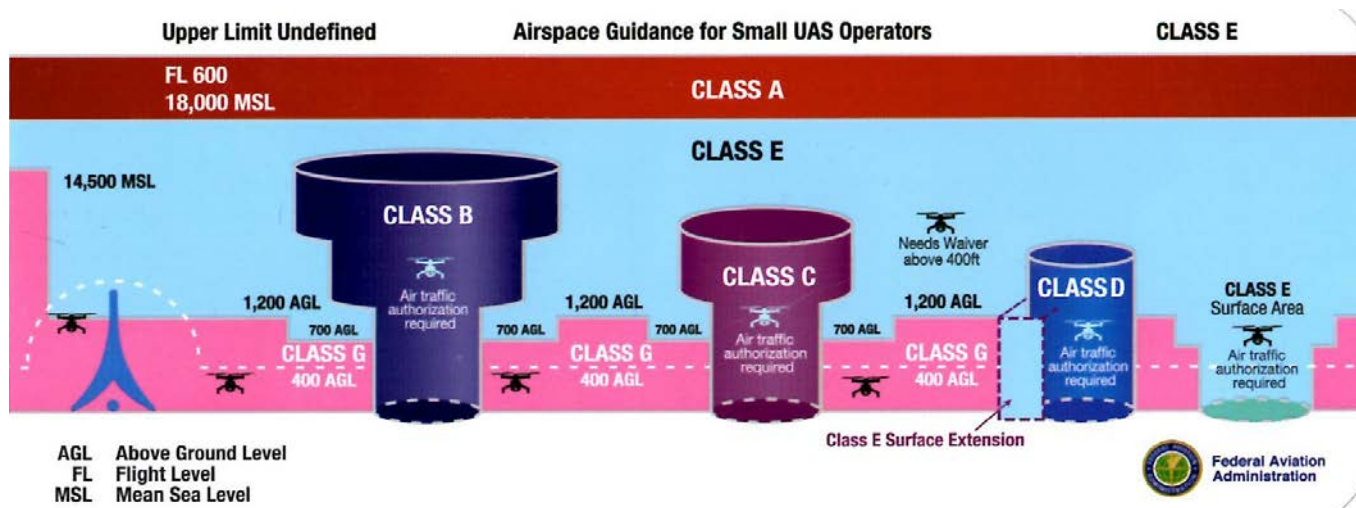 Upper Limit Undefined
Airspace Guidance for Small UAS Operators
CLASS E
FL 600
18,000 MSL
CLASS A
CLASS E
14,500 MSL
CLASS B
Air traffic
authorization
required
CLASS C
Air traffic
authorization
required
Needs Waiver
above 400ft
CLASS D
Air traffic
authorization
required
CLASS E
Surface Area
Air traffic
authorization
required
1,200 AGL
700 AGL
CLASS G
400 AGL
700 AGL
1,200 AGL
CLASS G
400 AGL
700 AGL
700 AGL
1,200 AGL
CLASS G
400 AGL
Class E Surface Extension
AGL Above Ground Level
FL Flight Level
MSL Mean Sea Level
Federal Aviation
Administration